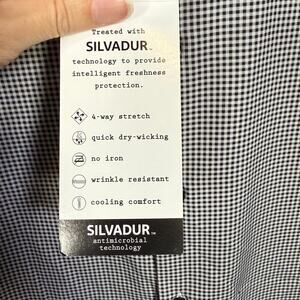 Treated with
SILVADUR™
technology to provide
intelligent freshness
protection.
4-way stretch
quick dry-wicking
no iron
wrinkle resistant
cooling comfort
SILVADUR™
antimicrobial
technology